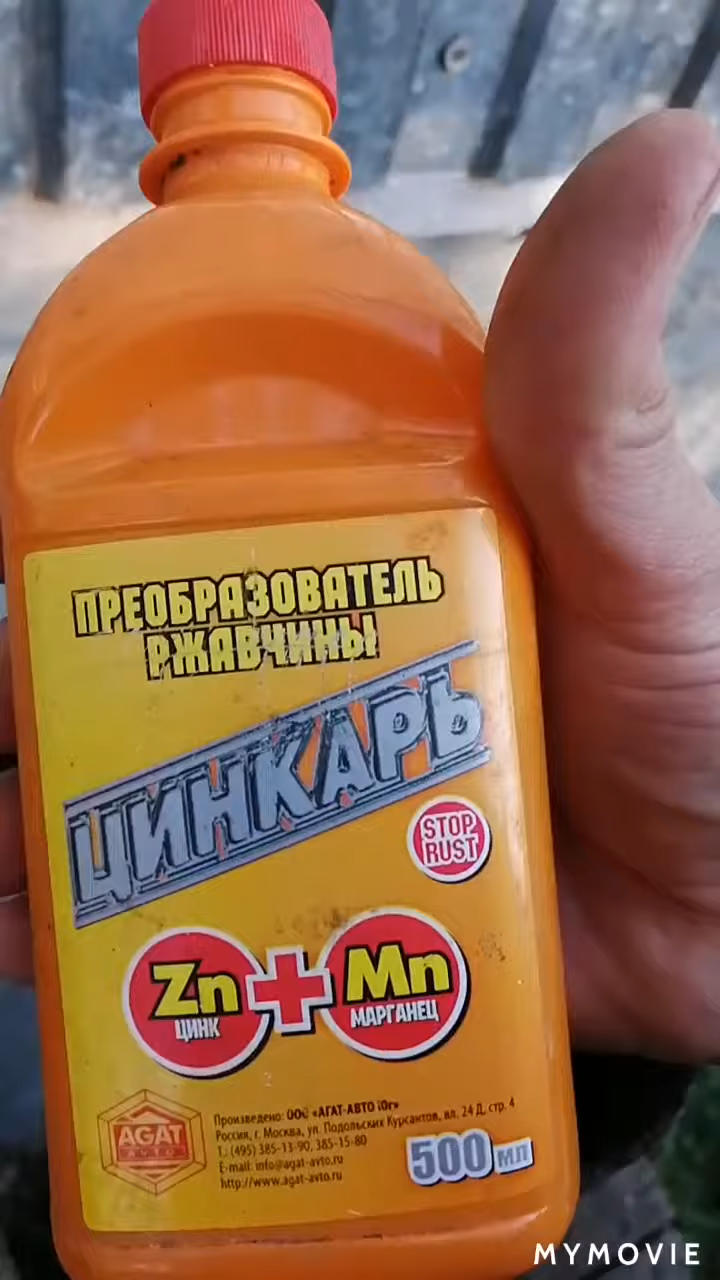 ПРЕОБРАЗОВАТЕЛЬ
РЖАВЧИНЫ
ЦИНКАРЬ
STOP
RUST
Zn + Mn
ЦИНК МАРГАНЕЦ
AGAT
AVTO
Произведено: ООО «АГАТ-АВТО Юг»
Россия, г. Москва, ул. Подольских Курсантов, вл. 24 Д, стр. 4
Т.: (495) 385-13-90, 385-15-80
E-mail: info@agat-avto.ru
http://www.agat-avto.ru
500 мл
MYMOVIE